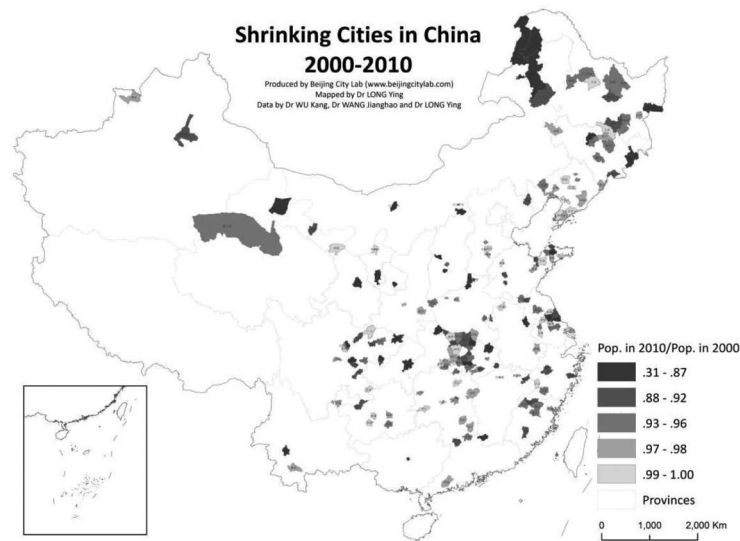 Shrinking Cities in China
2000-2010
Produced by Beijing City Lab (www.beijingcitylab.com)
Mapped by Dr LONG Ying
Data by Dr WU Kang, Dr WANG Jianghao and Dr LONG Ying
Pop. in 2010/Pop. in 2000
.31 - .87
.88 - .92
.93 - .96
.97 - .98
.99 - 1.00
Provinces
0 1,000 2,000 Km